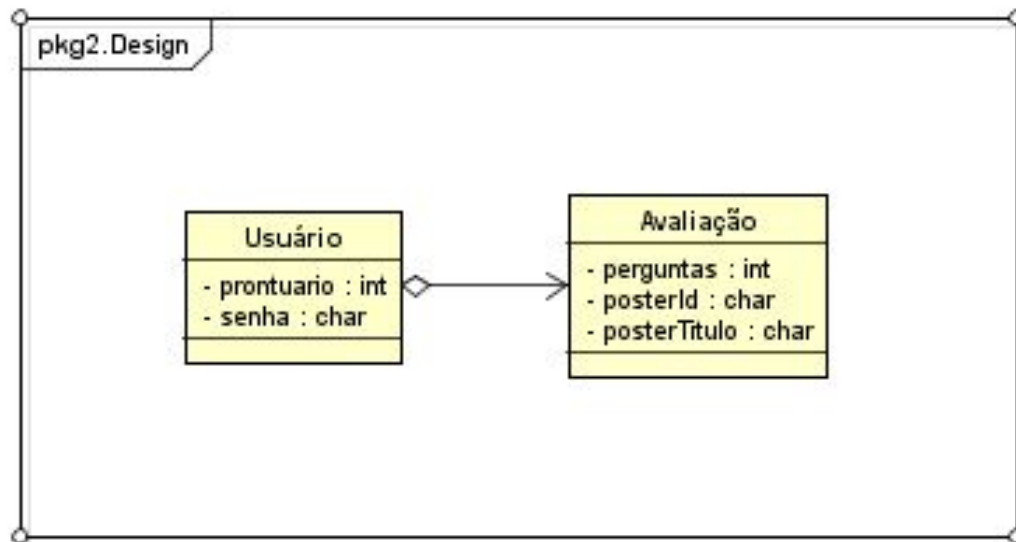 pkg2.Design
Usuário
- prontuario : int
- senha : char
Avaliação
- perguntas : int
- posterId : char
- posterTitulo : char